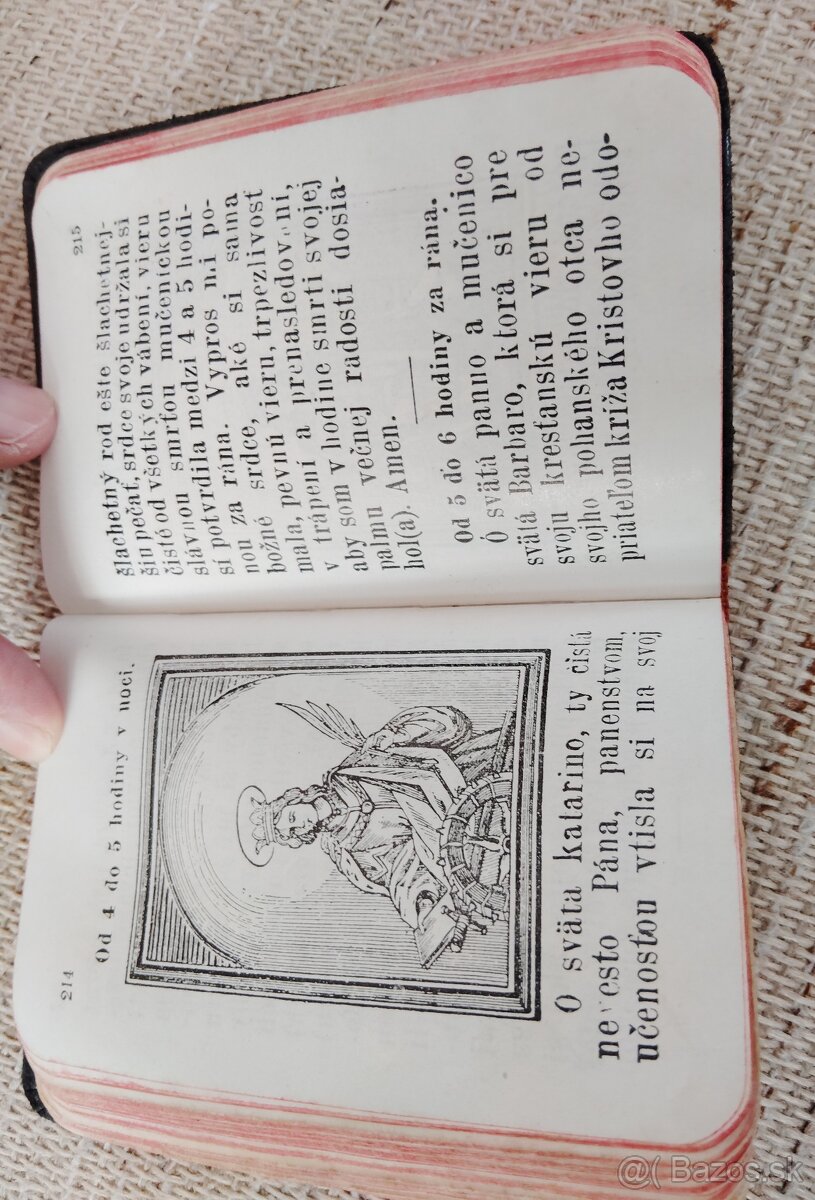 214
Od 4 do 5 hodiny v noci.
O sväta katarino, ty čistá
nevesto Pána, panenstvom,
učenosťou vtisla si na svoj
215
šlachetný rod ešte šlachetnej-
šiu pečať, srdce svoje udržala si
čisté od všetkých vábení, vieru
slávnou smrťou mučeníckou
si potvrdila medzi 4 a 5 hodi-
nou za rána. Vypros mi po-
božné srdce, aké si sama
mala, pevnú vieru, trpezlivosť
v trápení a prenasledovaní,
aby som v hodine smrti svojej
palmu večnej radosti dosia-
hol(a). Amen.
Od 5 do 6 hodiny za rána.
Ó svätá panno a mučenico
svätá Barbaro, ktorá si pre
svoju kresťanskú vieru od
svojho pohanského otca ne-
priateľom kríža Kristovho odo-
@( Bazos.sk